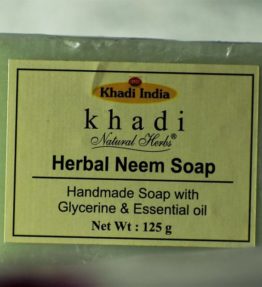 Khadi India
khadi
Natural Herbs®
Herbal Neem Soap
Handmade Soap with
Glycerine & Essential oil
Net Wt : 125 g